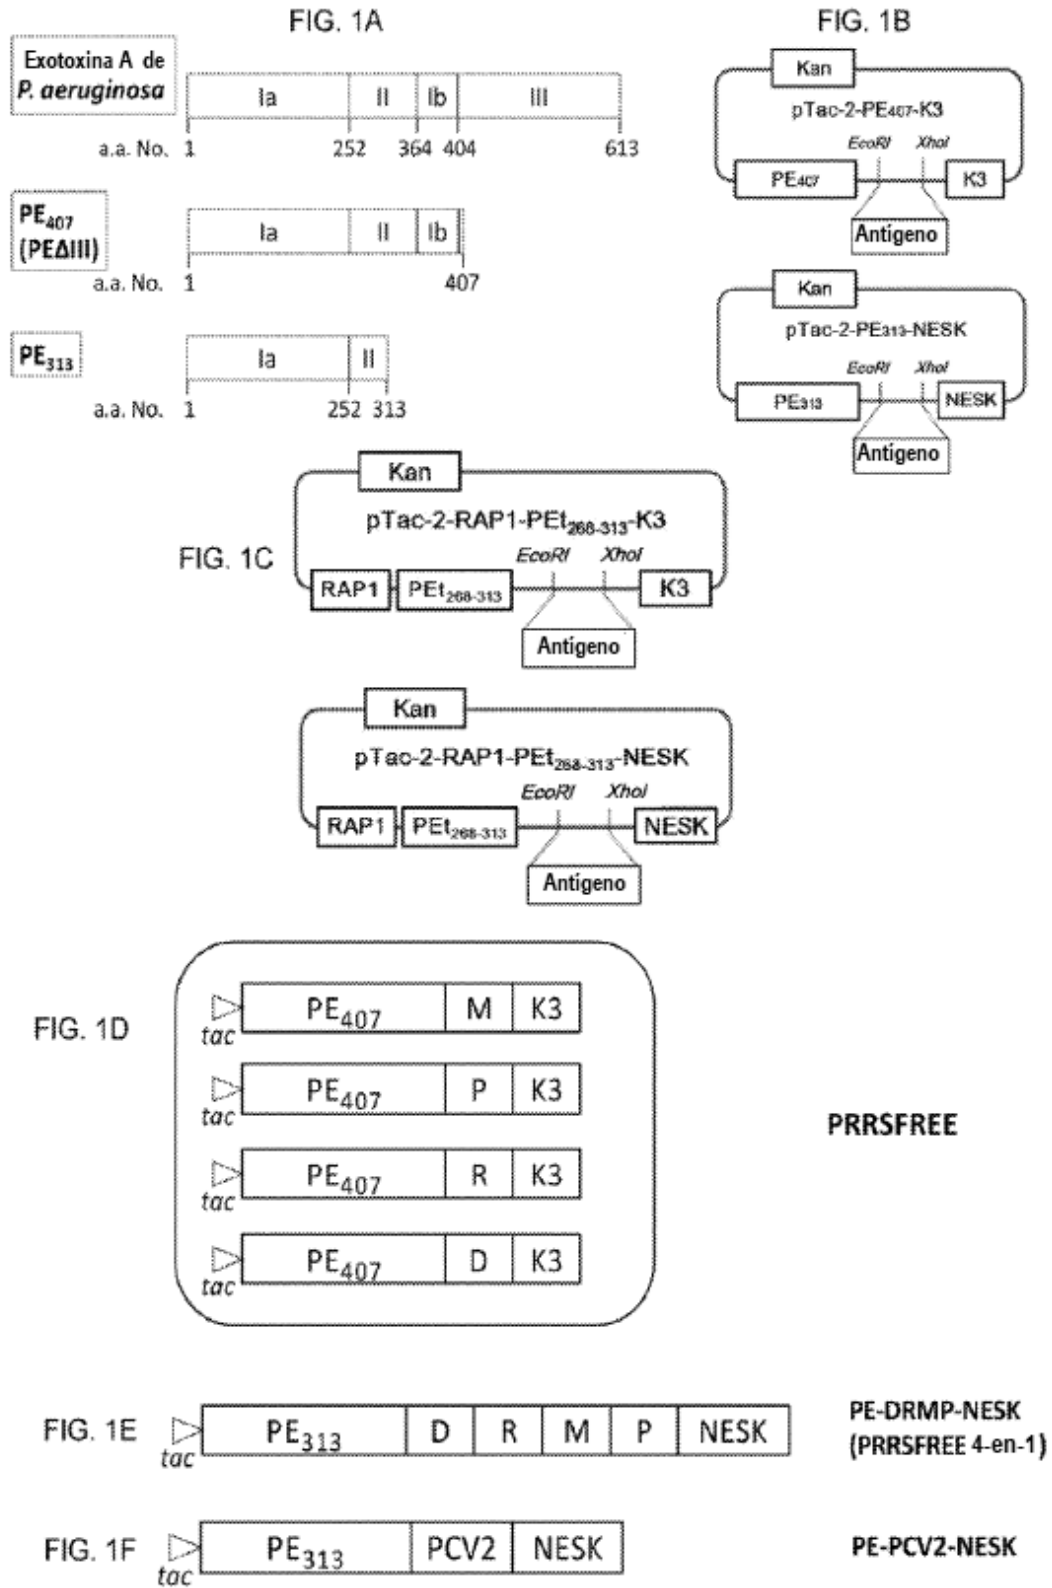 FIG. 1A
Exotoxina A de
P. aeruginosa
Ia II Ib III
a.a. No. 1 252 364 404 613
PE407
(PEΔIII)
Ia II Ib
a.a. No. 1 407
PE313
Ia II
a.a. No. 1 252 313
FIG. 1B
Kan
pTac-2-PE407-K3
EcoRI XhoI
PE407 K3
Antígeno
Kan
pTac-2-PE313-NESK
EcoRI XhoI
PE313 NESK
Antígeno
FIG. 1C
Kan
pTac-2-RAP1-PEt268-313-K3
EcoRI XhoI
RAP1 PEt268-313 K3
Antígeno
Kan
pTac-2-RAP1-PEt268-313-NESK
EcoRI XhoI
RAP1 PEt268-313 NESK
Antígeno
FIG. 1D
PE407 M K3
tac
PE407 P K3
tac
PE407 R K3
tac
PE407 D K3
tac
PRRSFREE
FIG. 1E
PE313 D R M P NESK
tac
PE-DRMP-NESK
(PRRSFREE 4-en-1)
FIG. 1F
PE313 PCV2 NESK
tac
PE-PCV2-NESK